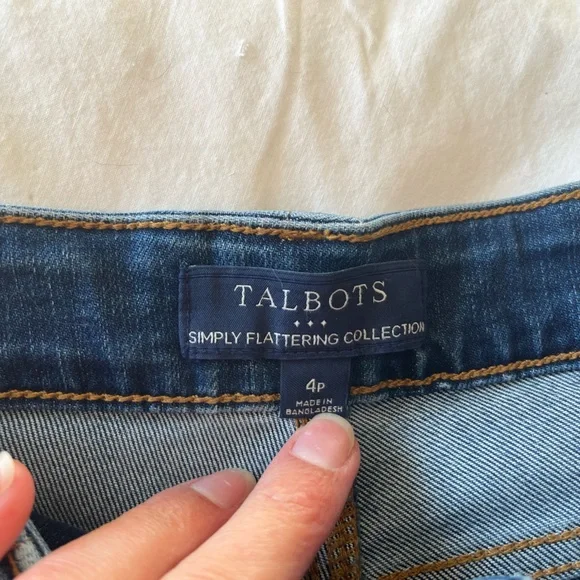 TALBOTS
SIMPLY FLATTERING COLLECTION
4P
MADE IN
BANGLADESH